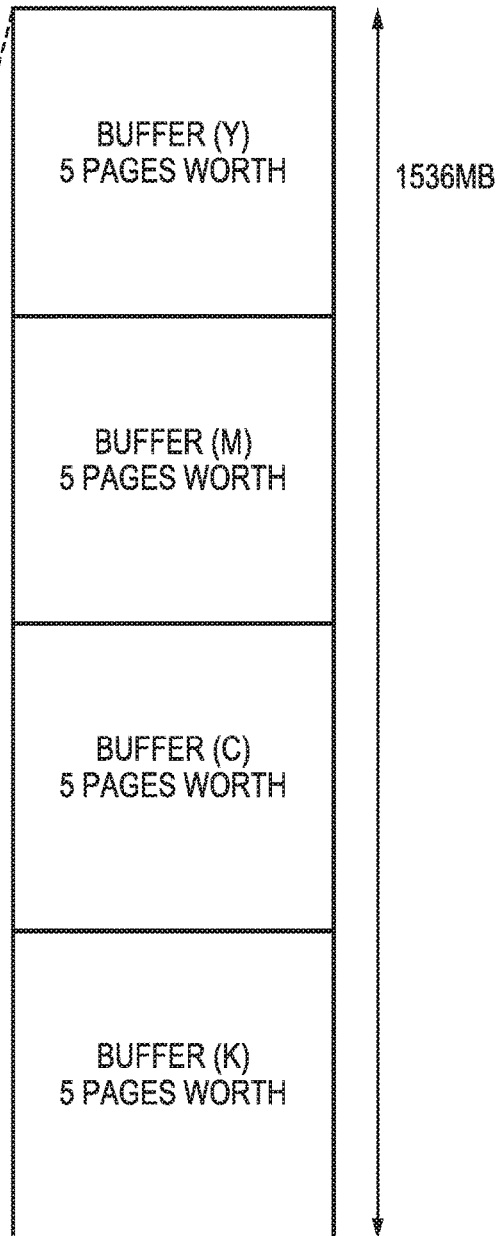 BUFFER (Y)
5 PAGES WORTH
1536MB
BUFFER (M)
5 PAGES WORTH
BUFFER (C)
5 PAGES WORTH
BUFFER (K)
5 PAGES WORTH